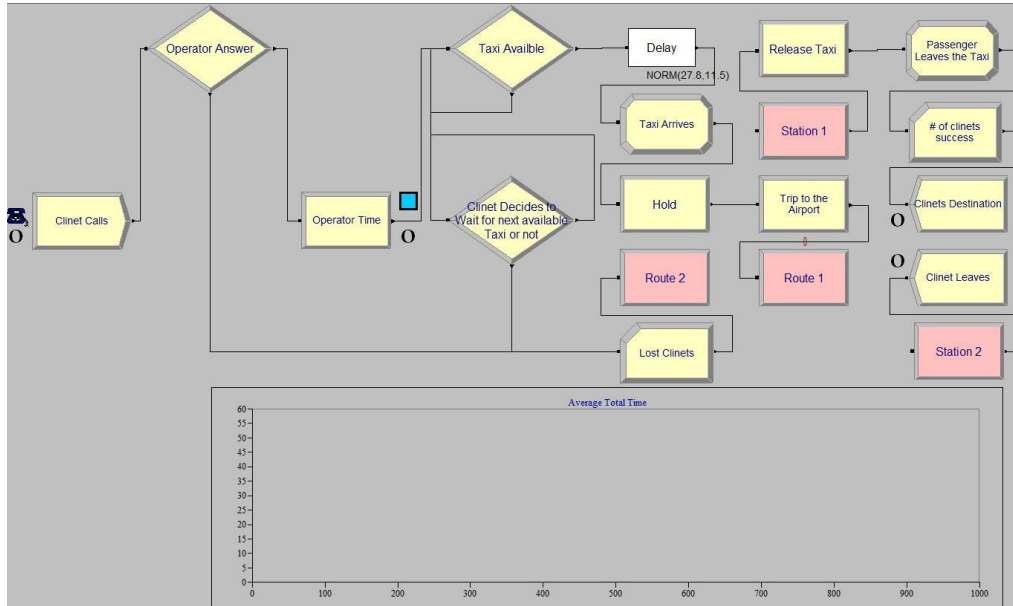 Operator Answer
Taxi Availble
Delay
NORM(27.8,11.5)
Release Taxi
Passenger
Leaves the Taxi
Taxi Arrives
Station 1
# of clinets
success
Clinet Calls
O
Operator Time
O
Clinet Decides to
Wait for next available
Taxi or not
Hold
Trip to the
Airport
Clinets Destination
O
Route 2
Route 1
O
Clinet Leaves
Lost Clinets
Station 2
Average Total Time
60
55
50
45
40
35
30
25
20
15
10
5
0
0 100 200 300 400 500 600 700 800 900 1000